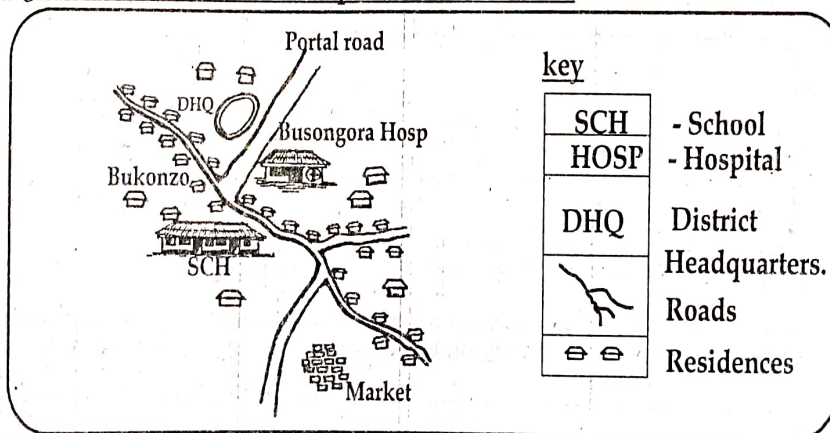 Portal road
DHQ
Busongora Hosp
Bukonzo
SCH
Market
key
SCH - School
HOSP - Hospital
DHQ District
Headquarters.
Roads
Residences